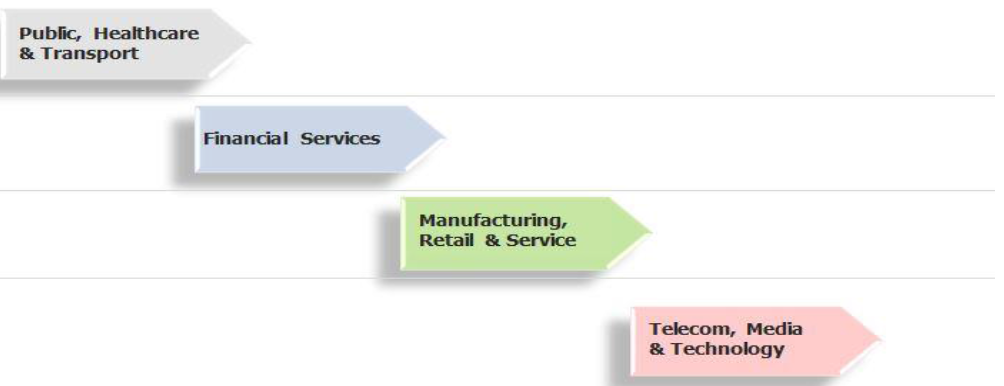 Public, Healthcare
& Transport
Financial Services
Manufacturing,
Retail & Service
Telecom, Media
& Technology